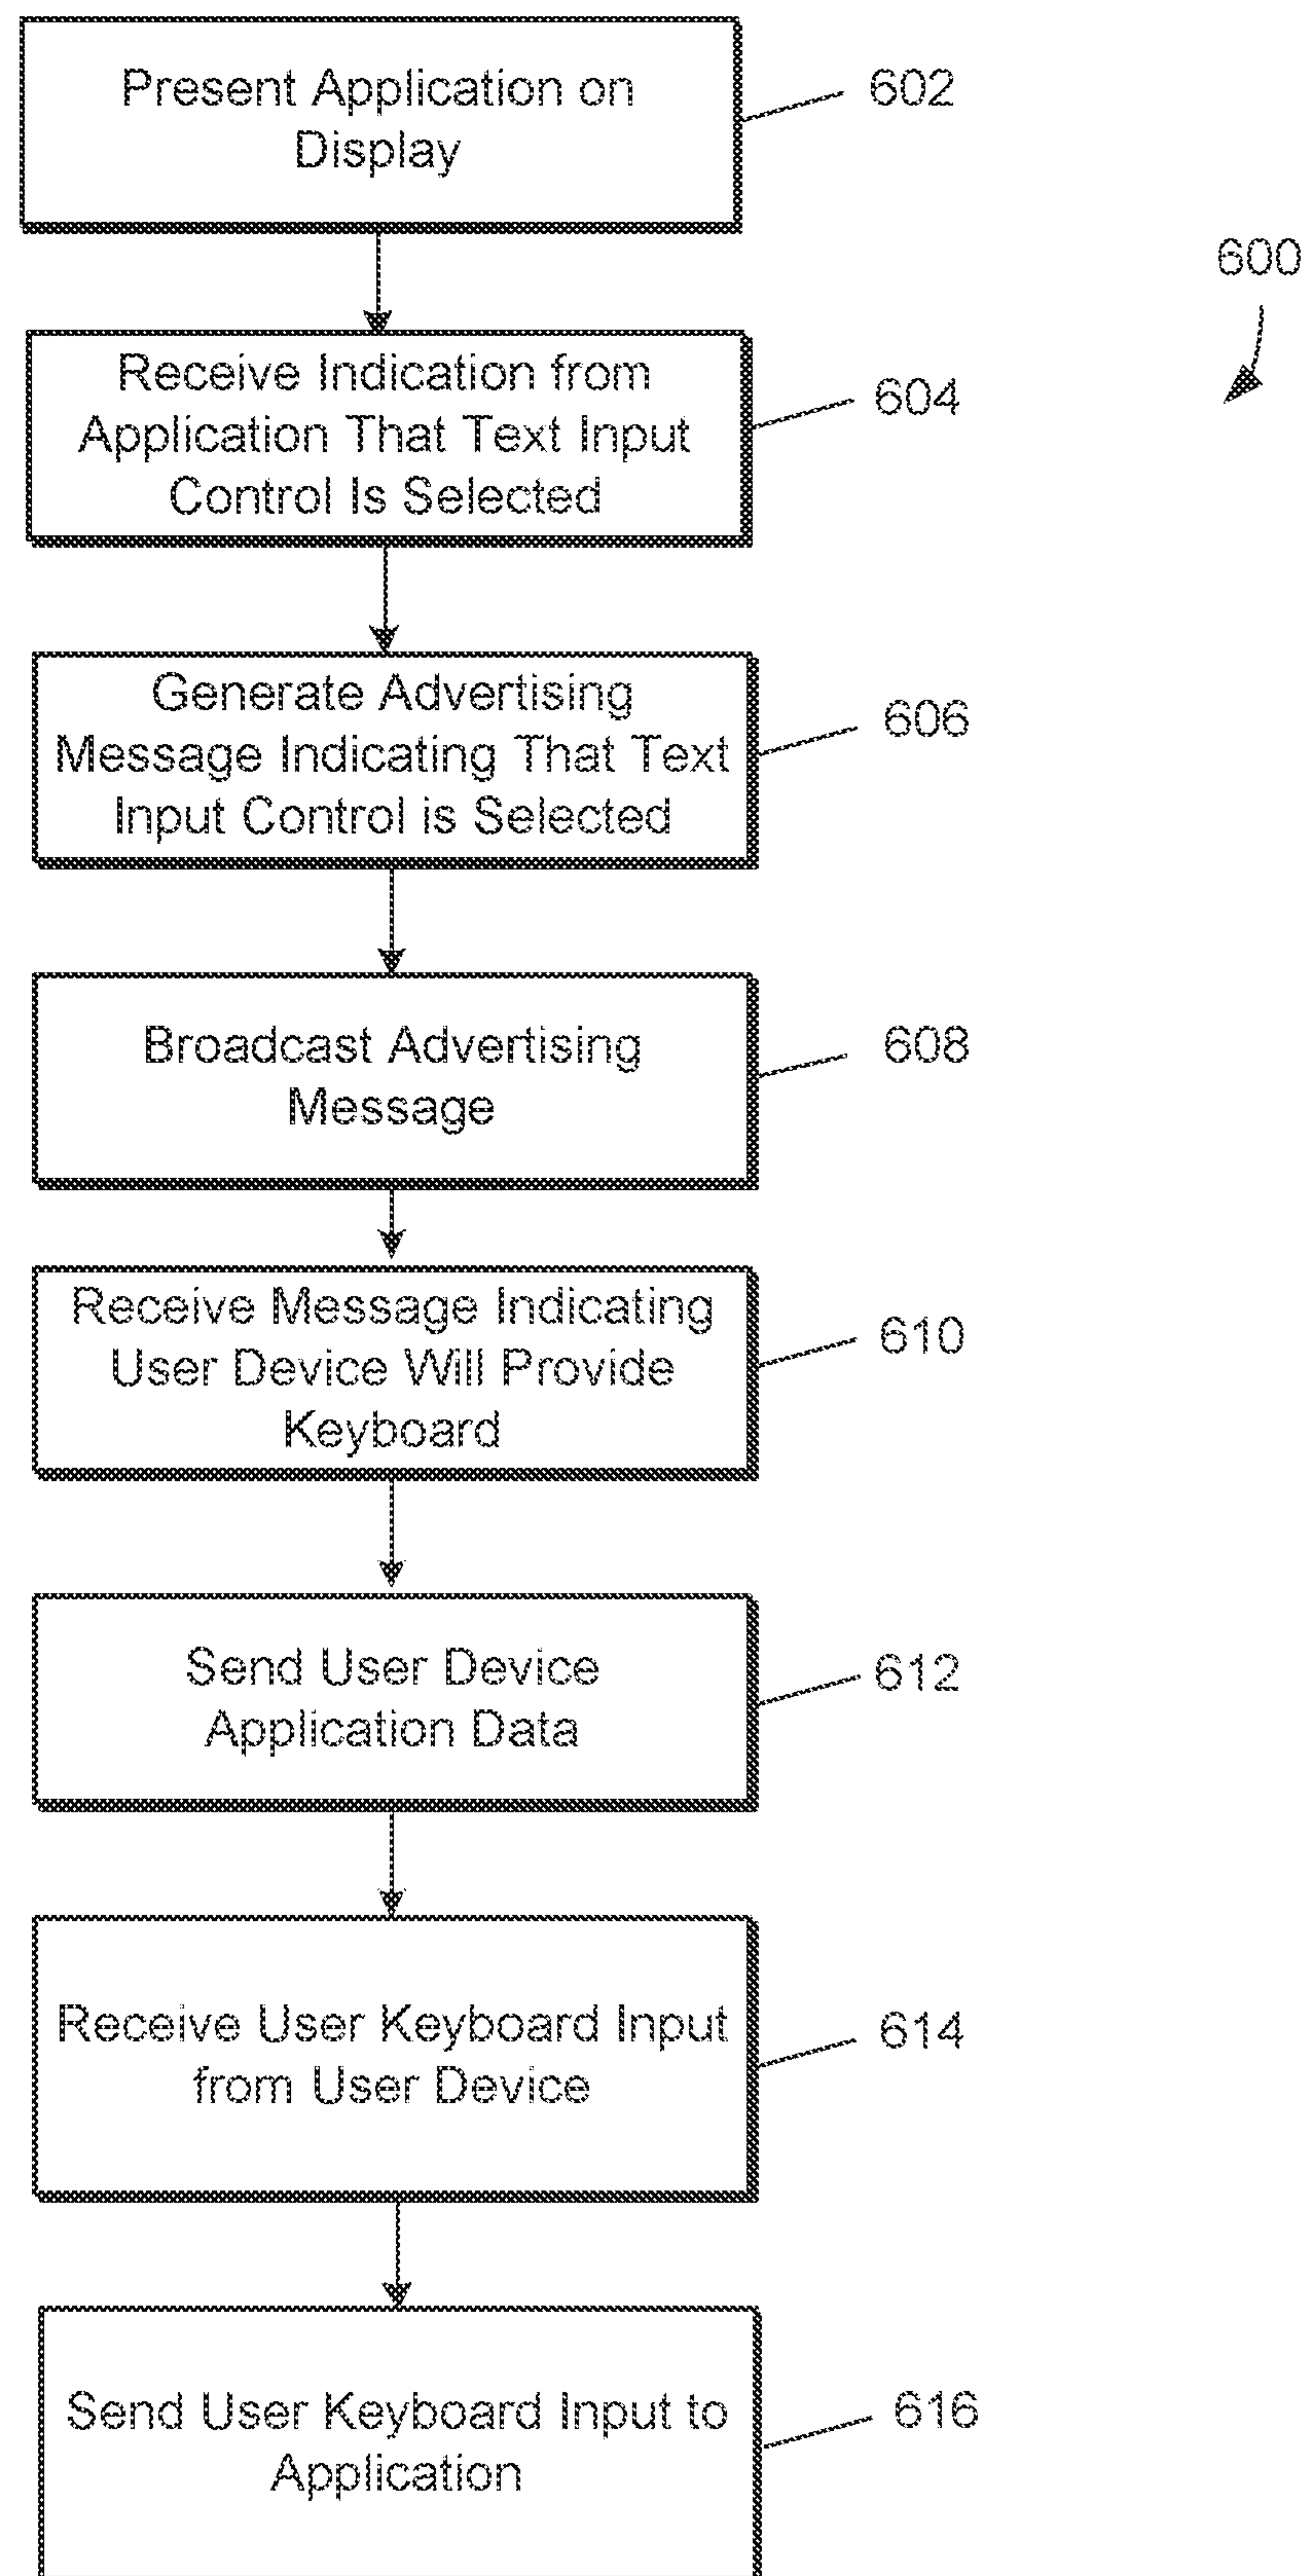 Present Application on
Display
602
600
Receive Indication from
Application That Text Input
Control Is Selected
604
Generate Advertising
Message Indicating That Text
Input Control is Selected
606
Broadcast Advertising
Message
608
Receive Message Indicating
User Device Will Provide
Keyboard
610
Send User Device
Application Data
612
Receive User Keyboard Input
from User Device
614
Send User Keyboard Input to
Application
616